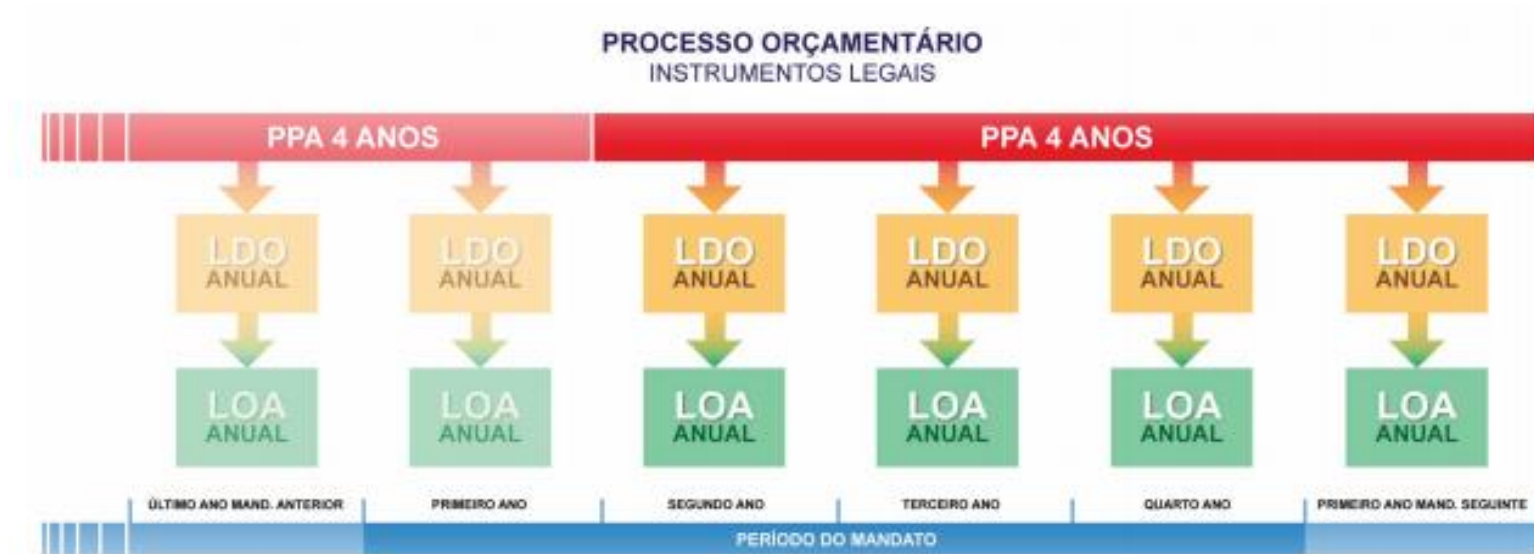 PROCESSO ORÇAMENTÁRIO
INSTRUMENTOS LEGAIS
PPA 4 ANOS
PPA 4 ANOS
LDO
ANUAL
LDO
ANUAL
LDO
ANUAL
LDO
ANUAL
LDO
ANUAL
LDO
ANUAL
LOA
ANUAL
LOA
ANUAL
LOA
ANUAL
LOA
ANUAL
LOA
ANUAL
LOA
ANUAL
ÚLTIMO ANO MAND. ANTERIOR
PRIMEIRO ANO
SEGUNDO ANO
TERCEIRO ANO
QUARTO ANO
PRIMEIRO ANO MAND. SEGUINTE
PERÍODO DO MANDATO